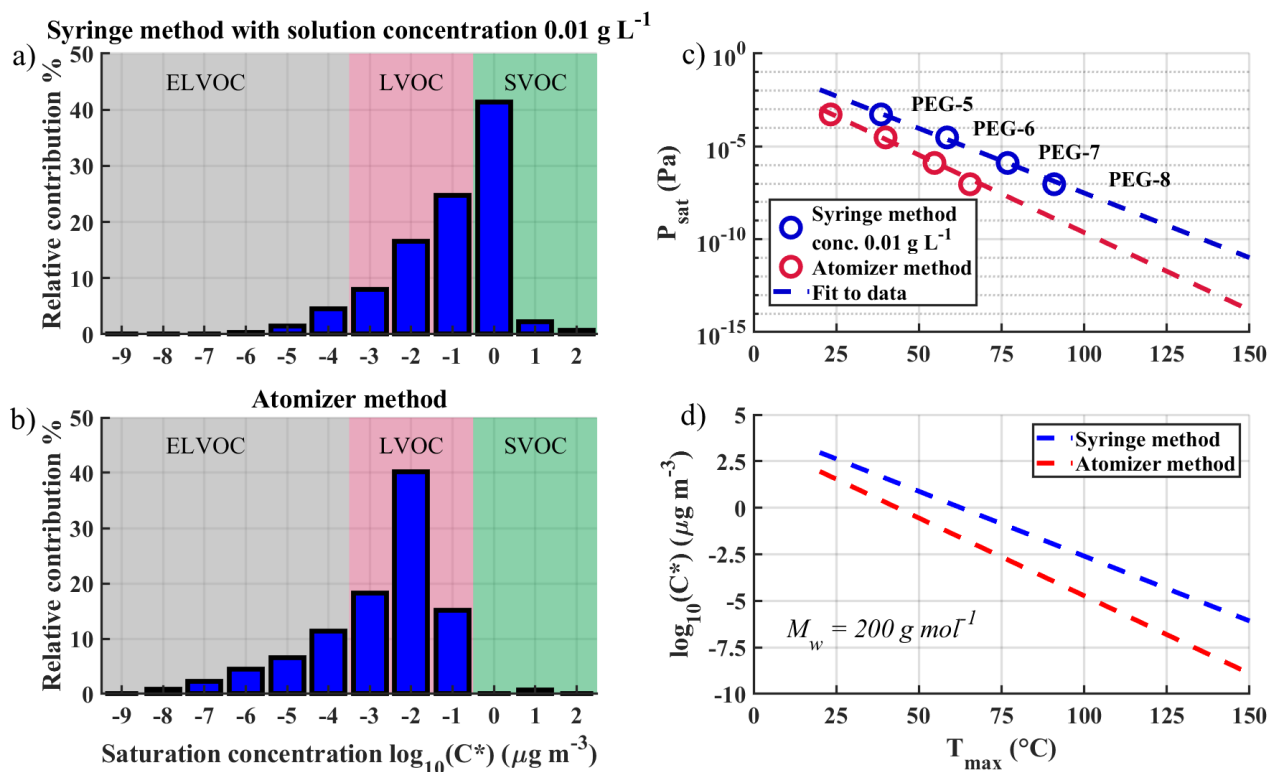 Syringe method with solution concentration 0.01 g L⁻¹
a)
Relative contribution %
50
40
30
20
10
0
ELVOC LVOC SVOC
-9 -8 -7 -6 -5 -4 -3 -2 -1 0 1 2
Atomizer method
b)
Relative contribution %
50
40
30
20
10
0
ELVOC LVOC SVOC
-9 -8 -7 -6 -5 -4 -3 -2 -1 0 1 2
Saturation concentration log₁₀(C*) (μg m⁻³)
c)
P_sat (Pa)
10⁰
10⁻⁵
10⁻¹⁰
10⁻¹⁵
PEG-5
PEG-6
PEG-7
PEG-8
Syringe method
conc. 0.01 g L⁻¹
Atomizer method
Fit to data
0 25 50 75 100 125 150
d)
log₁₀(C*) (μg m⁻³)
5
2.5
0
-2.5
-5
-7.5
-10
Syringe method
Atomizer method
M_w = 200 g mol⁻¹
0 25 50 75 100 125 150
T_max (°C)